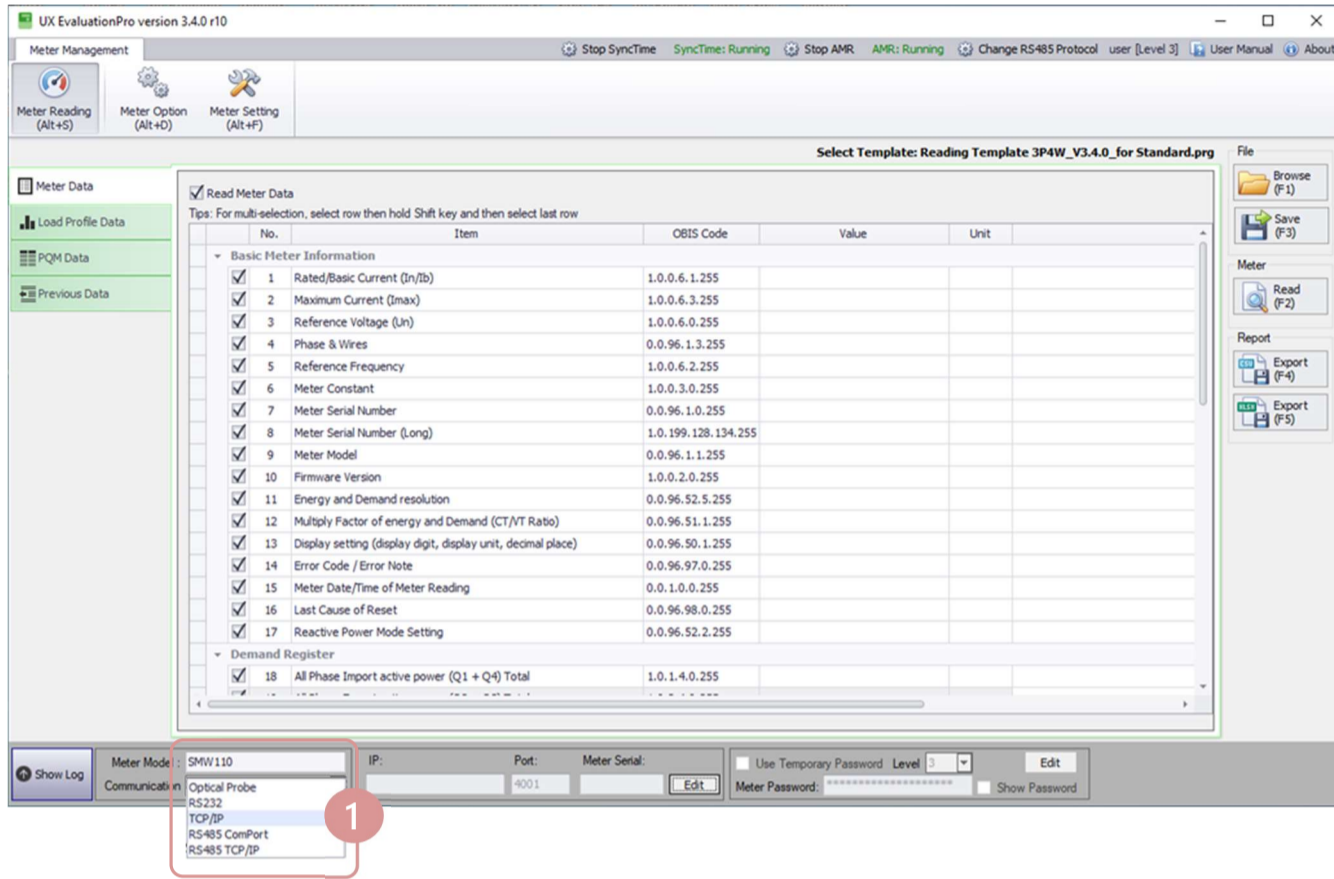 UX EvaluationPro version 3.4.0 r10
Meter Management
Stop SyncTime SyncTime: Running Stop AMR AMR: Running Change RS485 Protocol user [Level 3] User Manual About
Meter Reading
(Alt+S)
Meter Option
(Alt+D)
Meter Setting
(Alt+F)
Select Template: Reading Template 3P4W_V3.4.0_for Standard.prg
File
Browse
(F1)
Save
(F3)
Meter
Read
(F2)
Report
CSV
Export
(F4)
XLSX
Export
(F5)
Meter Data
Load Profile Data
PQM Data
Previous Data
Read Meter Data
Tips: For multi-selection, select row then hold Shift key and then select last row
No. Item OBIS Code Value Unit
Basic Meter Information
1 Rated/Basic Current (In/Ib) 1.0.0.6.1.255
2 Maximum Current (Imax) 1.0.0.6.3.255
3 Reference Voltage (Un) 1.0.0.6.0.255
4 Phase & Wires 0.0.96.1.3.255
5 Reference Frequency 1.0.0.6.2.255
6 Meter Constant 1.0.0.3.0.255
7 Meter Serial Number 0.0.96.1.0.255
8 Meter Serial Number (Long) 1.0.199.128.134.255
9 Meter Model 0.0.96.1.1.255
10 Firmware Version 1.0.0.2.0.255
11 Energy and Demand resolution 0.0.96.52.5.255
12 Multiply Factor of energy and Demand (CT/VT Ratio) 0.0.96.51.1.255
13 Display setting (display digit, display unit, decimal place) 0.0.96.50.1.255
14 Error Code / Error Note 0.0.96.97.0.255
15 Meter Date/Time of Meter Reading 0.0.1.0.0.255
16 Last Cause of Reset 0.0.96.98.0.255
17 Reactive Power Mode Setting 0.0.96.52.2.255
Demand Register
18 All Phase Import active power (Q1 + Q4) Total 1.0.1.4.0.255
Show Log
Meter Model : SMW110
Communication
Optical Probe
RS232
TCP/IP
RS485 ComPort
RS485 TCP/IP
1
IP: Port: Meter Serial:
4001 Edit
Use Temporary Password Level 3 Edit
Meter Password: ******************** Show Password